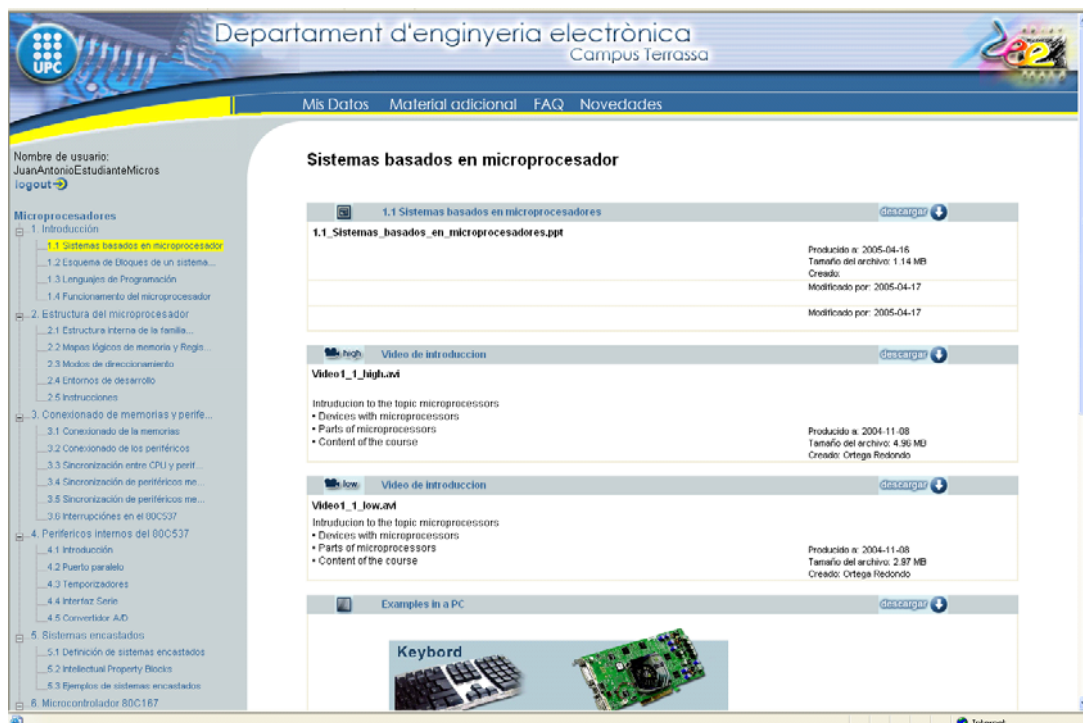 Departament d'enginyeria electrònica
Campus Terrassa
UPC
dee
Mis Datos Material adicional FAQ Novedades
Nombre de usuario:
JuanAntonioEstudianteMicros
logout
Microprocesadores
1. Introducción
1.1 Sistemas basados en microprocesador
1.2 Esquema de Bloques de un sistema...
1.3 Lenguajes de Programación
1.4 Funcionamento del microprocesador
2. Estructura del microprocesador
2.1 Estructura interna de la familia...
2.2 Mapas lógicos de memoria y Regis...
2.3 Modos de direccionamiento
2.4 Entornos de desarrollo
2.5 Instrucciones
3. Conexionado de memorias y perife...
3.1 Conexionado de la memorias
3.2 Conexionado de los periféricos
3.3 Sincronización entre CPU y perif...
3.4 Sincronización de periféricos me...
3.5 Sincronización de periféricos me...
3.6 Interrupciónes en el 80C537
4. Perifericos internos del 80C537
4.1 Introducción
4.2 Puerto paralelo
4.3 Temporizadores
4.4 Interfaz Serie
4.5 Convertidor A/D
5. Sistemas encastados
5.1 Definición de sistemas encastados
5.2 Intellectual Property Blocks
5.3 Ejemplos de sistemas encastados
6. Microcontrolador 80C167
Sistemas basados en microprocesador
1.1 Sistemas basados en microprocesadores descargar
1.1_Sistemas_basados_en_microprocesadores.ppt
Producido a: 2005-04-16
Tamaño del archivo: 1.14 MB
Creado:
Modificado por: 2005-04-17
Modificado por: 2005-04-17
high Video de introduccion descargar
Video1_1_high.avi
Introducion to the topic microprocessors
• Devices with microprocessors
• Parts of microprocessors
• Content of the course
Producido a: 2004-11-08
Tamaño del archivo: 4.96 MB
Creado: Ortega Redondo
low Video de introduccion descargar
Video1_1_low.avi
Introducion to the topic microprocessors
• Devices with microprocessors
• Parts of microprocessors
• Content of the course
Producido a: 2004-11-08
Tamaño del archivo: 2.97 MB
Creado: Ortega Redondo
Examples in a PC descargar
Keybord
Internet